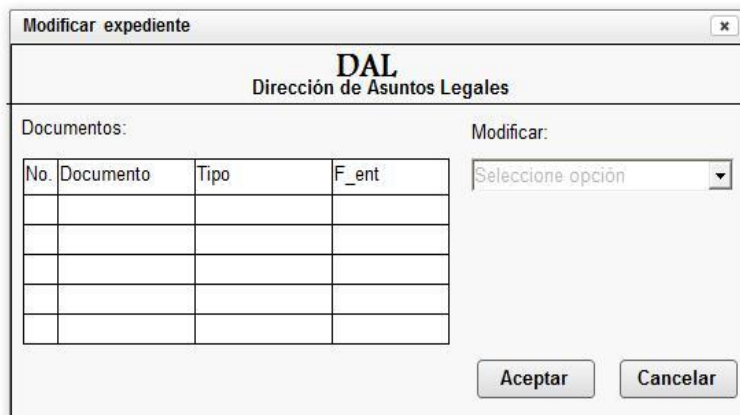 Modificar expediente
DAL
Dirección de Asuntos Legales
Documentos:
Modificar:
No. Documento Tipo F_ent
Seleccione opción
Aceptar Cancelar